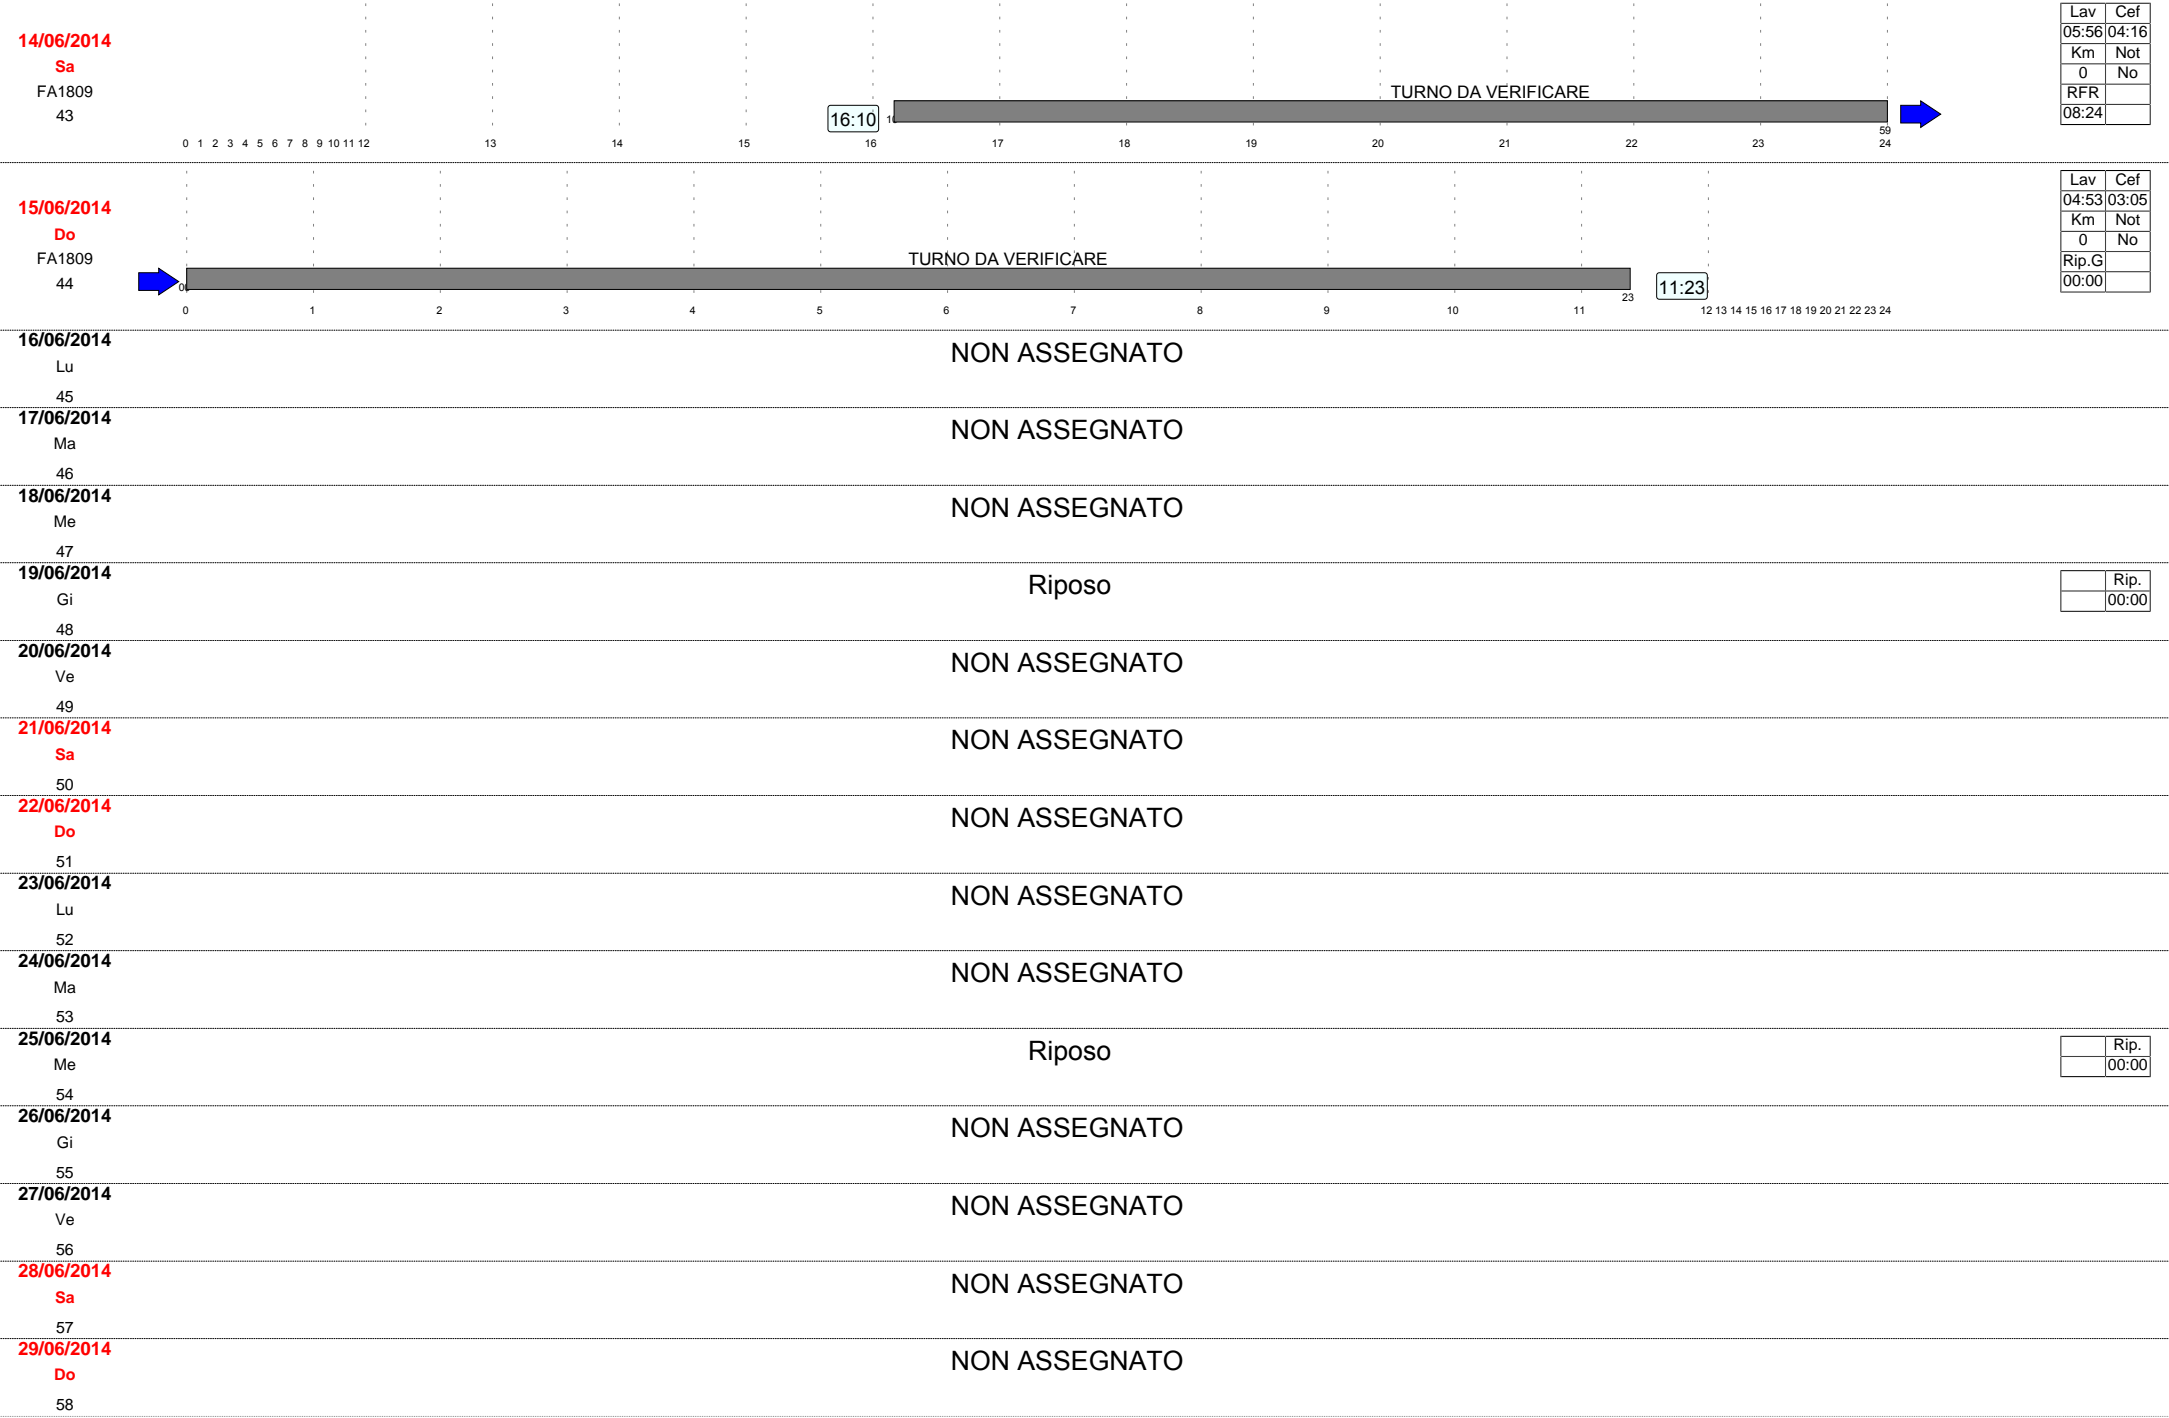 Lav Cef
14/06/2014 05:56 04:16
Sa Km Not
0 No
FA1809 TURNO DA VERIFICARE RFR
43 16:10 08:24
59
0 1 2 3 4 5 6 7 8 9 10 11 12 13 14 15 16 17 18 19 20 21 22 23 24
Lav Cef
15/06/2014 04:53 03:05
Do Km Not
0 No
FA1809 TURNO DA VERIFICARE Rip.G
44 11:23 00:00
23
0 1 2 3 4 5 6 7 8 9 10 11 12 13 14 15 16 17 18 19 20 21 22 23 24
16/06/2014
NON ASSEGNATO
Lu
45
17/06/2014
NON ASSEGNATO
Ma
46
18/06/2014
NON ASSEGNATO
Me
47
19/06/2014
Riposo Rip.
Gi 00:00
48
20/06/2014
NON ASSEGNATO
Ve
49
21/06/2014
NON ASSEGNATO
Sa
50
22/06/2014
NON ASSEGNATO
Do
51
23/06/2014
NON ASSEGNATO
Lu
52
24/06/2014
NON ASSEGNATO
Ma
53
25/06/2014
Riposo Rip.
Me 00:00
54
26/06/2014
NON ASSEGNATO
Gi
55
27/06/2014
NON ASSEGNATO
Ve
56
28/06/2014
NON ASSEGNATO
Sa
57
29/06/2014
NON ASSEGNATO
Do
58